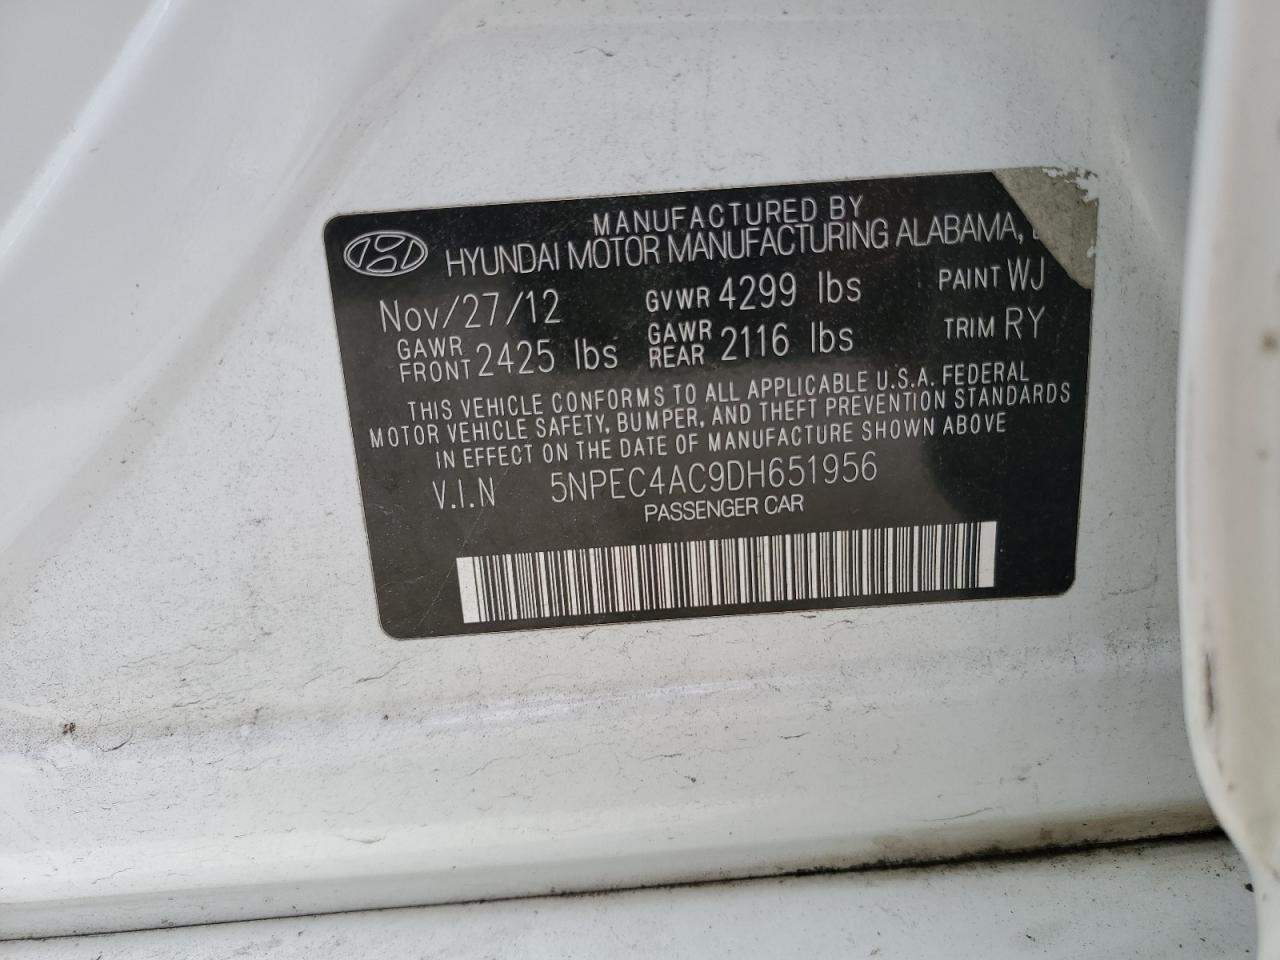 MANUFACTURED BY
HYUNDAI MOTOR MANUFACTURING ALABAMA,
Nov/27/12 GVWR 4299 lbs PAINT WJ
GAWR FRONT 2425 lbs GAWR REAR 2116 lbs TRIM RY
THIS VEHICLE CONFORMS TO ALL APPLICABLE U.S.A. FEDERAL
MOTOR VEHICLE SAFETY, BUMPER, AND THEFT PREVENTION STANDARDS
IN EFFECT ON THE DATE OF MANUFACTURE SHOWN ABOVE
V.I.N 5NPEC4AC9DH651956
PASSENGER CAR